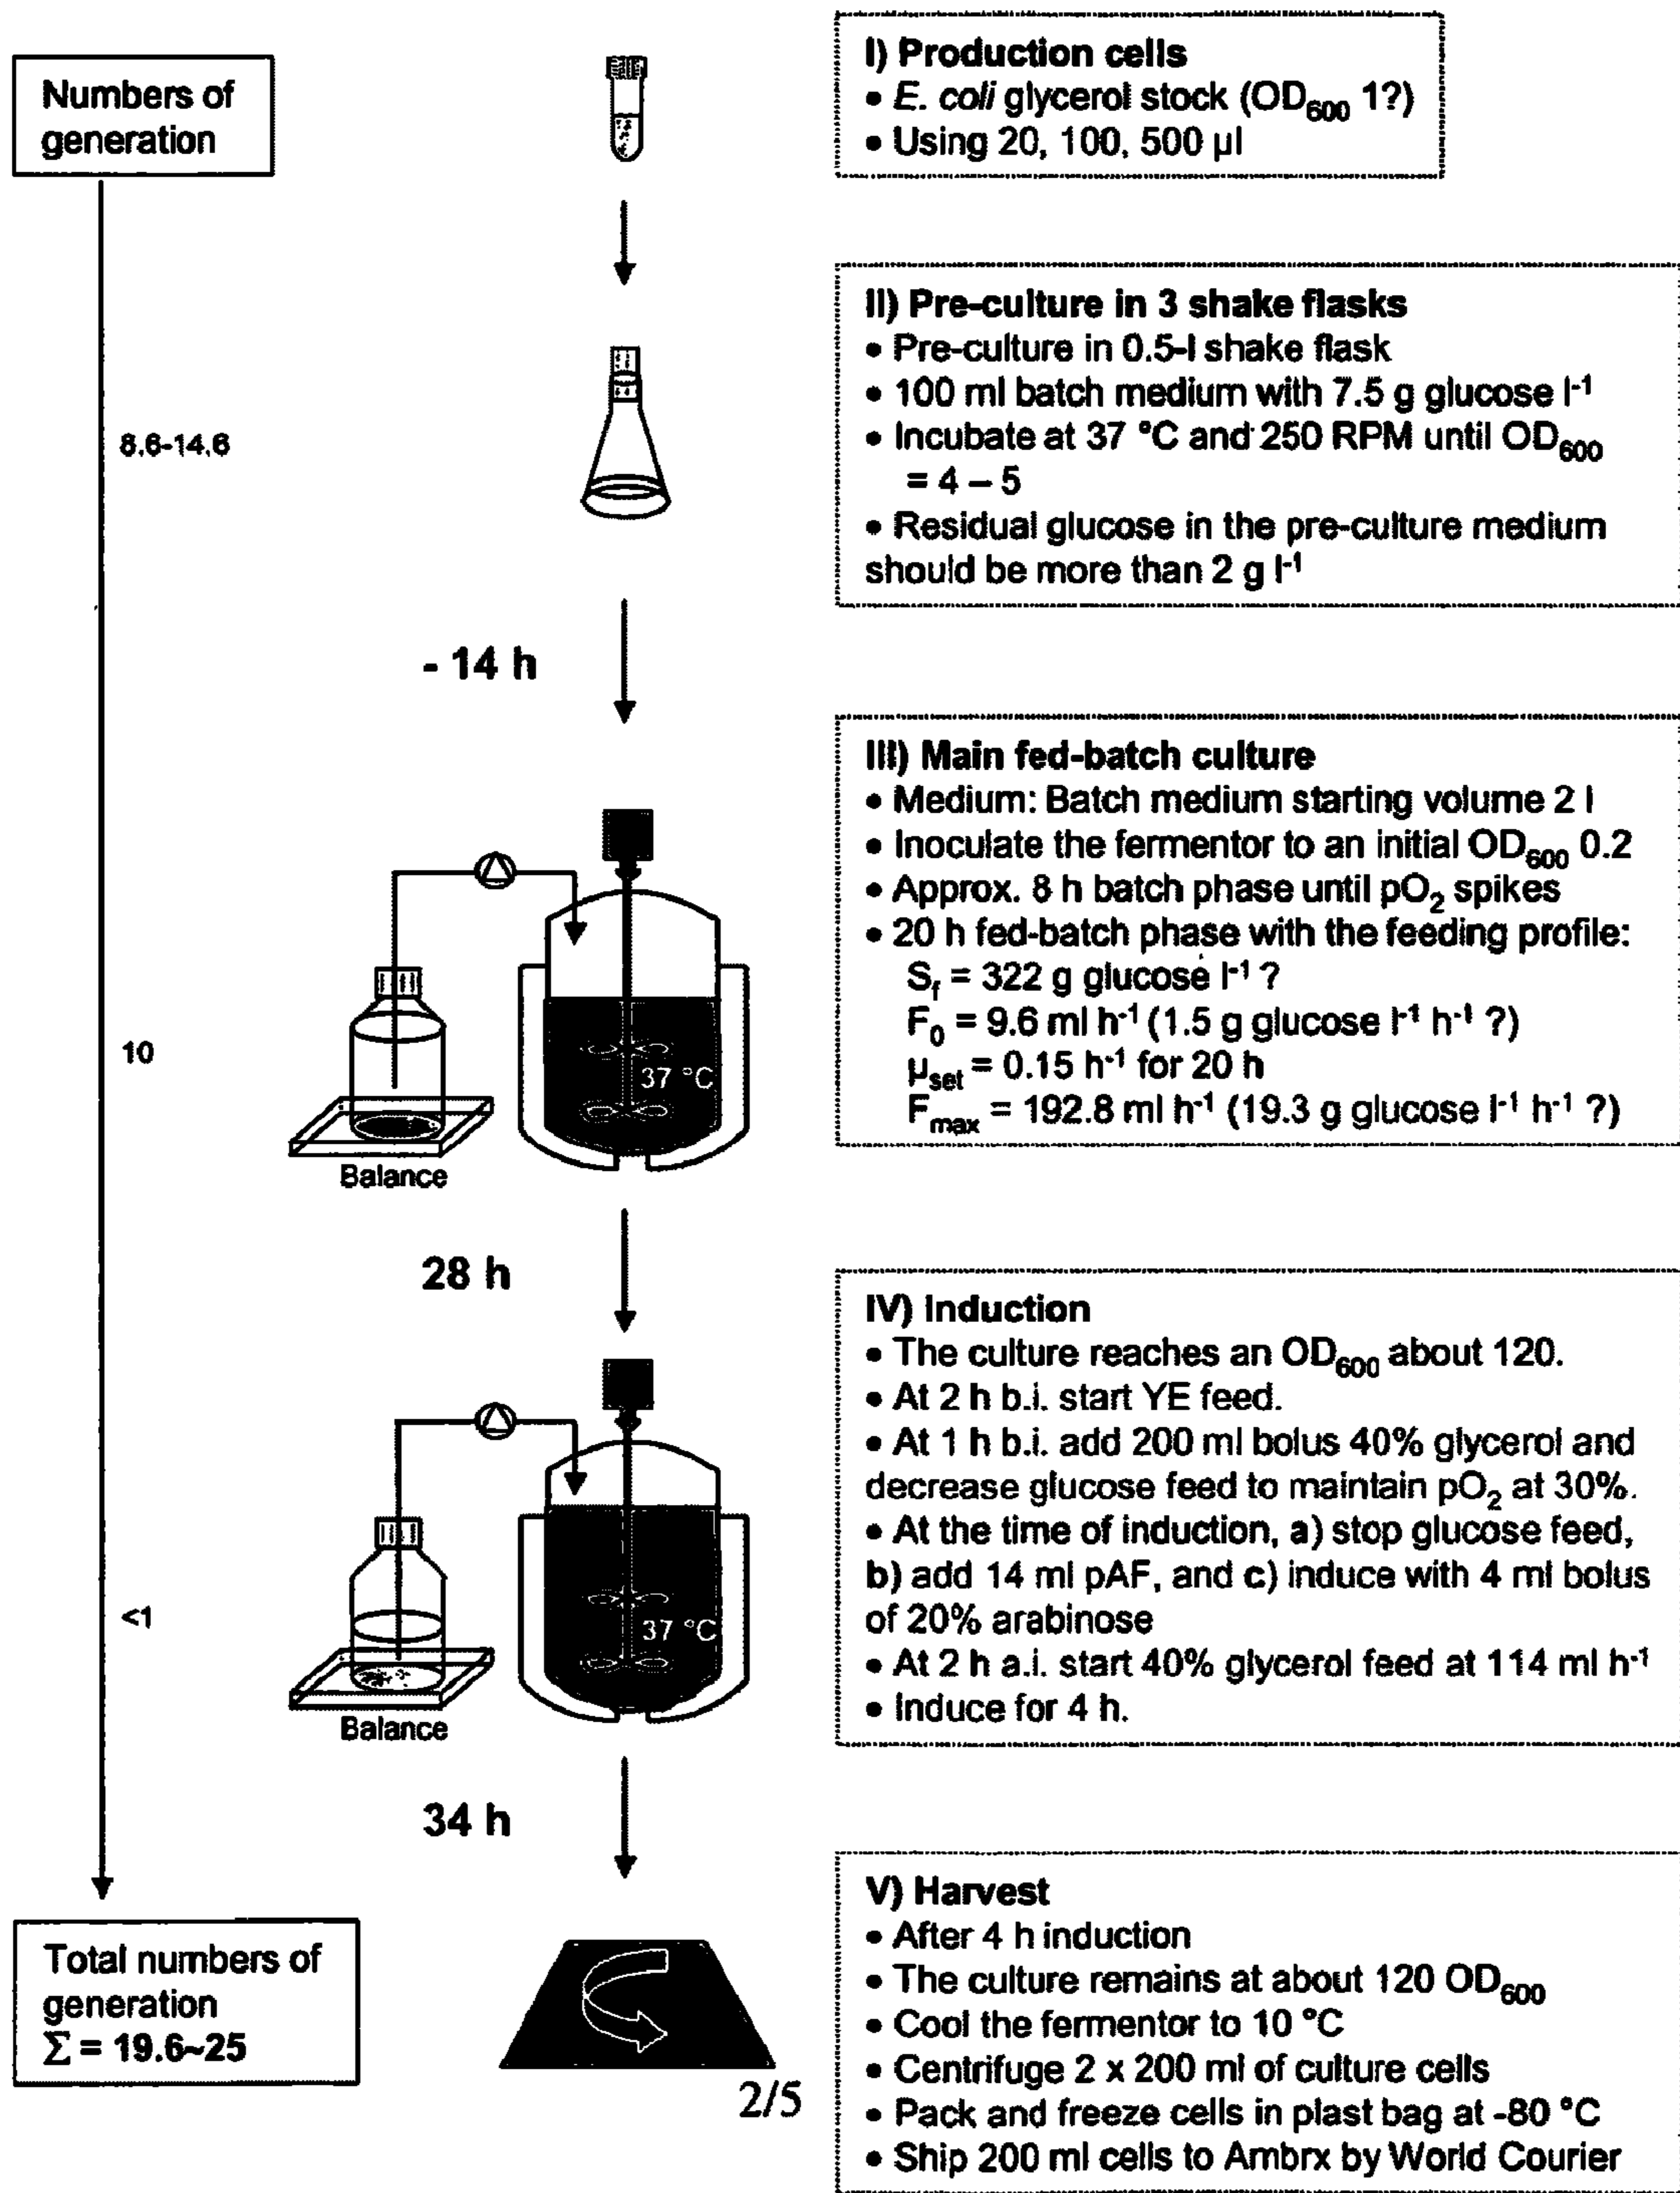 Numbers of
generation
I) Production cells
• E. coli glycerol stock (OD600 1?)
• Using 20, 100, 500 µl
8.6-14.6
II) Pre-culture in 3 shake flasks
• Pre-culture in 0.5-l shake flask
• 100 ml batch medium with 7.5 g glucose l-1
• Incubate at 37 °C and 250 RPM until OD600
= 4 – 5
• Residual glucose in the pre-culture medium
should be more than 2 g l-1
- 14 h
III) Main fed-batch culture
• Medium: Batch medium starting volume 2 l
• Inoculate the fermentor to an initial OD600 0.2
• Approx. 8 h batch phase until pO2 spikes
• 20 h fed-batch phase with the feeding profile:
Sf = 322 g glucose l-1 ?
F0 = 9.6 ml h-1 (1.5 g glucose l-1 h-1 ?)
µset = 0.15 h-1 for 20 h
Fmax = 192.8 ml h-1 (19.3 g glucose l-1 h-1 ?)
10
37 °C
Balance
28 h
IV) Induction
• The culture reaches an OD600 about 120.
• At 2 h b.i. start YE feed.
• At 1 h b.i. add 200 ml bolus 40% glycerol and
decrease glucose feed to maintain pO2 at 30%.
• At the time of induction, a) stop glucose feed,
b) add 14 ml pAF, and c) induce with 4 ml bolus
of 20% arabinose
• At 2 h a.i. start 40% glycerol feed at 114 ml h-1
• Induce for 4 h.
<1
37 °C
Balance
34 h
V) Harvest
• After 4 h induction
• The culture remains at about 120 OD600
• Cool the fermentor to 10 °C
• Centrifuge 2 x 200 ml of culture cells
• Pack and freeze cells in plast bag at -80 °C
• Ship 200 ml cells to Ambrx by World Courier
Total numbers of
generation
Σ = 19.6~25
2/5